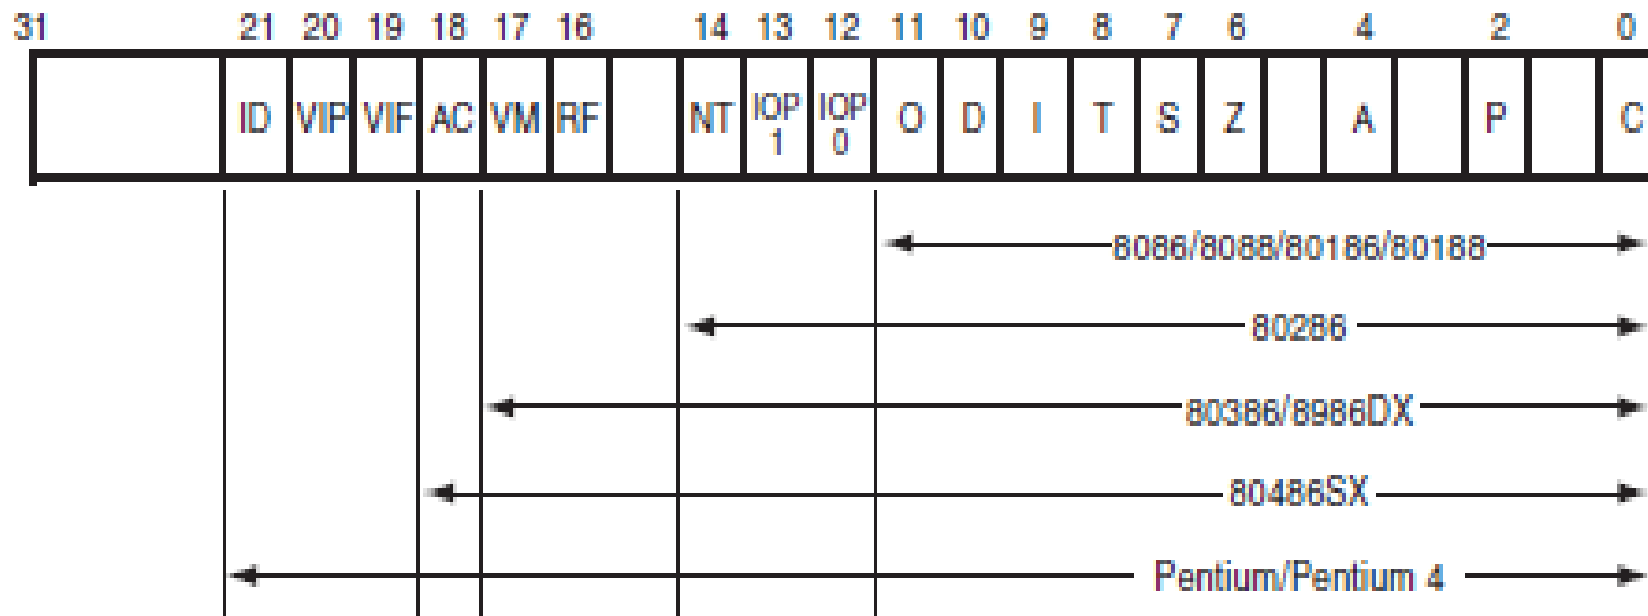 31 21 20 19 18 17 16 14 13 12 11 10 9 8 7 6 4 2 0
ID VIP VIF AC VM RF NT IOP 1 IOP 0 O D I T S Z A P C
8086/8088/80186/80188
80286
80386/8986DX
80486SX
Pentium/Pentium 4